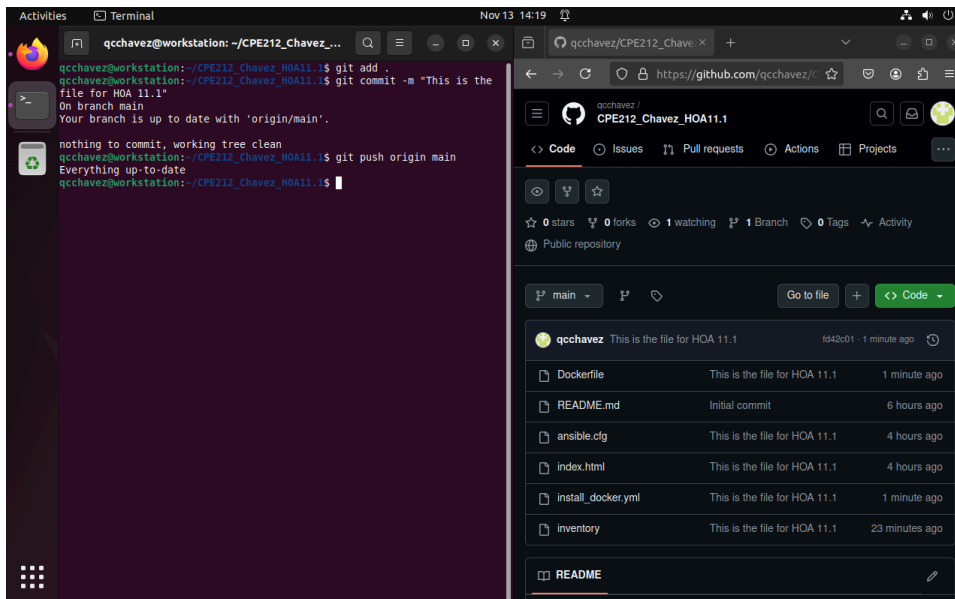 Activities
Terminal
Nov 13 14:19
qcchavez@workstation: ~/CPE212_Chavez_...
qcchavez@workstation:~/CPE212_Chavez_HOA11.1$ git add .
qcchavez@workstation:~/CPE212_Chavez_HOA11.1$ git commit -m "This is the
file for HOA 11.1"
On branch main
Your branch is up to date with 'origin/main'.
nothing to commit, working tree clean
qcchavez@workstation:~/CPE212_Chavez_HOA11.1$ git push origin main
Everything up-to-date
qcchavez@workstation:~/CPE212_Chavez_HOA11.1$
qcchavez/CPE212_Chave
https://github.com/qcchavez/C
qcchavez /
CPE212_Chavez_HOA11.1
Code Issues Pull requests Actions Projects
0 stars 0 forks 1 watching 1 Branch 0 Tags Activity
Public repository
main Go to file Code
qcchavez This is the file for HOA 11.1 fd42c01 · 1 minute ago
Dockerfile This is the file for HOA 11.1 1 minute ago
README.md Initial commit 6 hours ago
ansible.cfg This is the file for HOA 11.1 4 hours ago
index.html This is the file for HOA 11.1 4 hours ago
install_docker.yml This is the file for HOA 11.1 1 minute ago
inventory This is the file for HOA 11.1 23 minutes ago
README